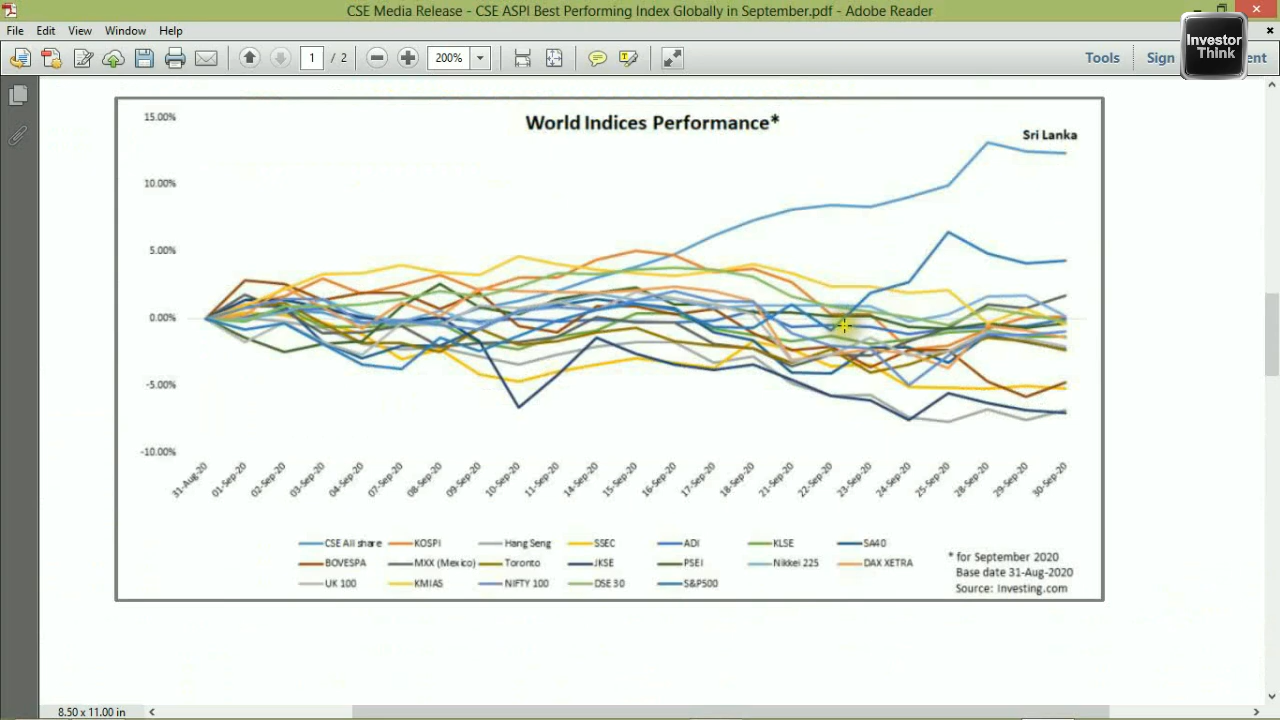 CSE Media Release - CSE ASPI Best Performing Index Globally in September.pdf - Adobe Reader
File Edit View Window Help
1 / 2 200% Tools Sign ent
Investor
Think
World Indices Performance*
Sri Lanka
15.00%
10.00%
5.00%
0.00%
-5.00%
-10.00%
31-Aug-20 01-Sep-20 02-Sep-20 03-Sep-20 04-Sep-20 07-Sep-20 08-Sep-20 09-Sep-20 10-Sep-20 11-Sep-20 14-Sep-20 15-Sep-20 16-Sep-20 17-Sep-20 18-Sep-20 21-Sep-20 22-Sep-20 23-Sep-20 24-Sep-20 25-Sep-20 28-Sep-20 29-Sep-20 30-Sep-20
CSE All share KOSPI Hang Seng SSEC ADI KLSE SA40
BOVESPA MXX (Mexico) Toronto JKSE PSEI Nikkei 225 DAX XETRA
UK 100 KMIAS NIFTY 100 DSE 30 S&P500
* for September 2020
Base date 31-Aug-2020
Source: Investing.com
8.50 x 11.00 in